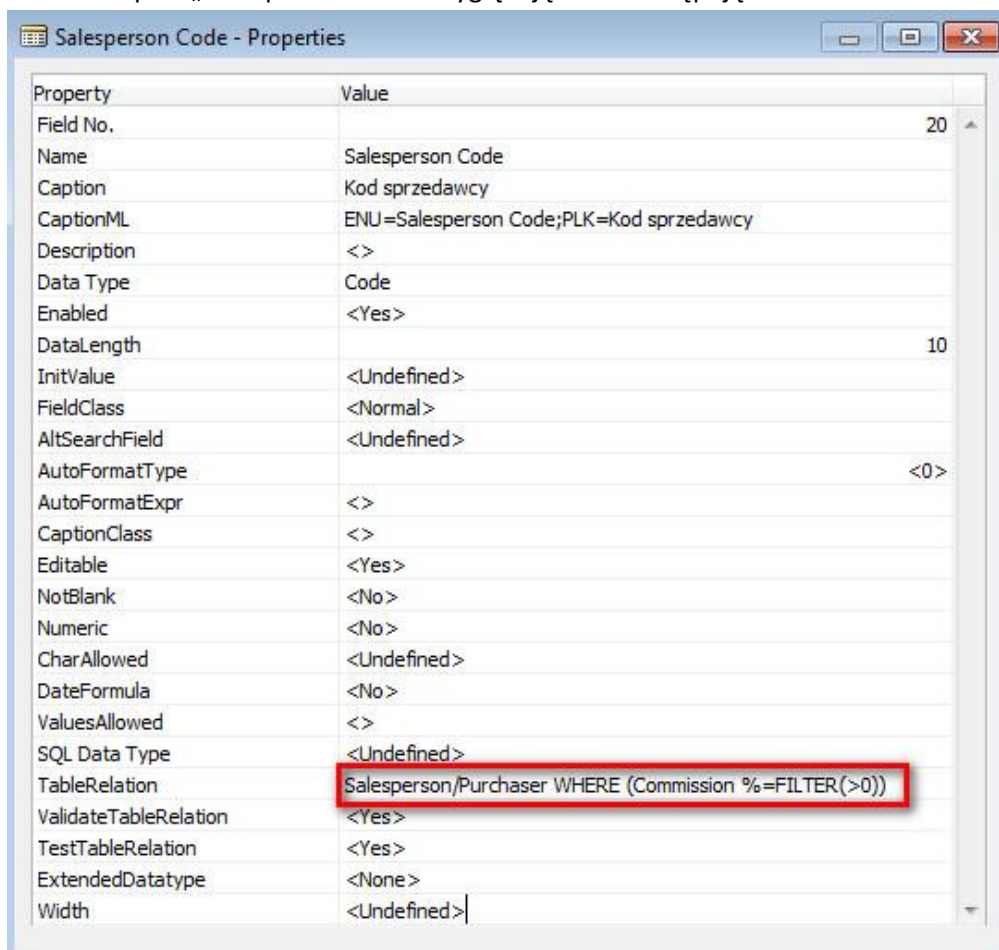 Salesperson Code - Properties
Property Value
Field No. 20
Name Salesperson Code
Caption Kod sprzedawcy
CaptionML ENU=Salesperson Code;PLK=Kod sprzedawcy
Description <>
Data Type Code
Enabled <Yes>
DataLength 10
InitValue <Undefined>
FieldClass <Normal>
AltSearchField <Undefined>
AutoFormatType <0>
AutoFormatExpr <>
CaptionClass <>
Editable <Yes>
NotBlank <No>
Numeric <No>
CharAllowed <Undefined>
DateFormula <No>
ValuesAllowed <>
SQL Data Type <Undefined>
TableRelation Salesperson/Purchaser WHERE (Commission %=FILTER(>0))
ValidateTableRelation <Yes>
TestTableRelation <Yes>
ExtendedDatatype <None>
Width <Undefined>